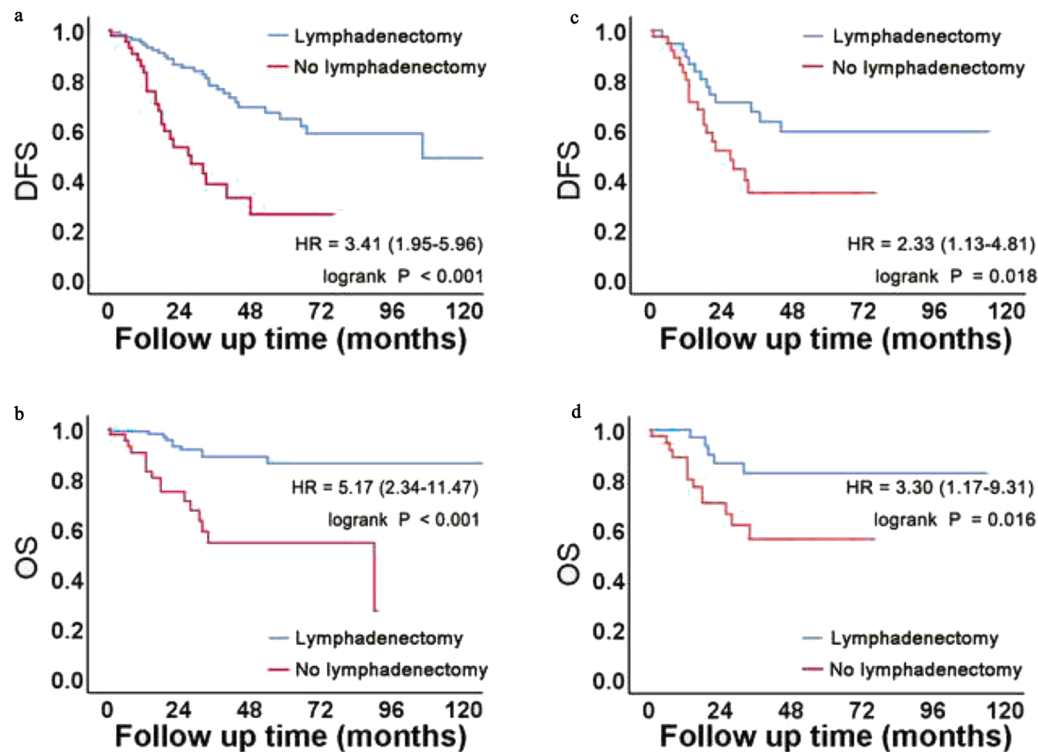 a
1.0
0.8
0.6
0.4
0.2
0.0
DFS
Lymphadenectomy
No lymphadenectomy
HR = 3.41 (1.95-5.96)
logrank P < 0.001
0 24 48 72 96 120
Follow up time (months)
c
1.0
0.8
0.6
0.4
0.2
0.0
DFS
Lymphadenectomy
No lymphadenectomy
HR = 2.33 (1.13-4.81)
logrank P = 0.018
0 24 48 72 96 120
Follow up time (months)
b
1.0
0.8
0.6
0.4
0.2
0.0
OS
HR = 5.17 (2.34-11.47)
logrank P < 0.001
Lymphadenectomy
No lymphadenectomy
0 24 48 72 96 120
Follow up time (months)
d
1.0
0.8
0.6
0.4
0.2
0.0
OS
HR = 3.30 (1.17-9.31)
logrank P = 0.016
Lymphadenectomy
No lymphadenectomy
0 24 48 72 96 120
Follow up time (months)